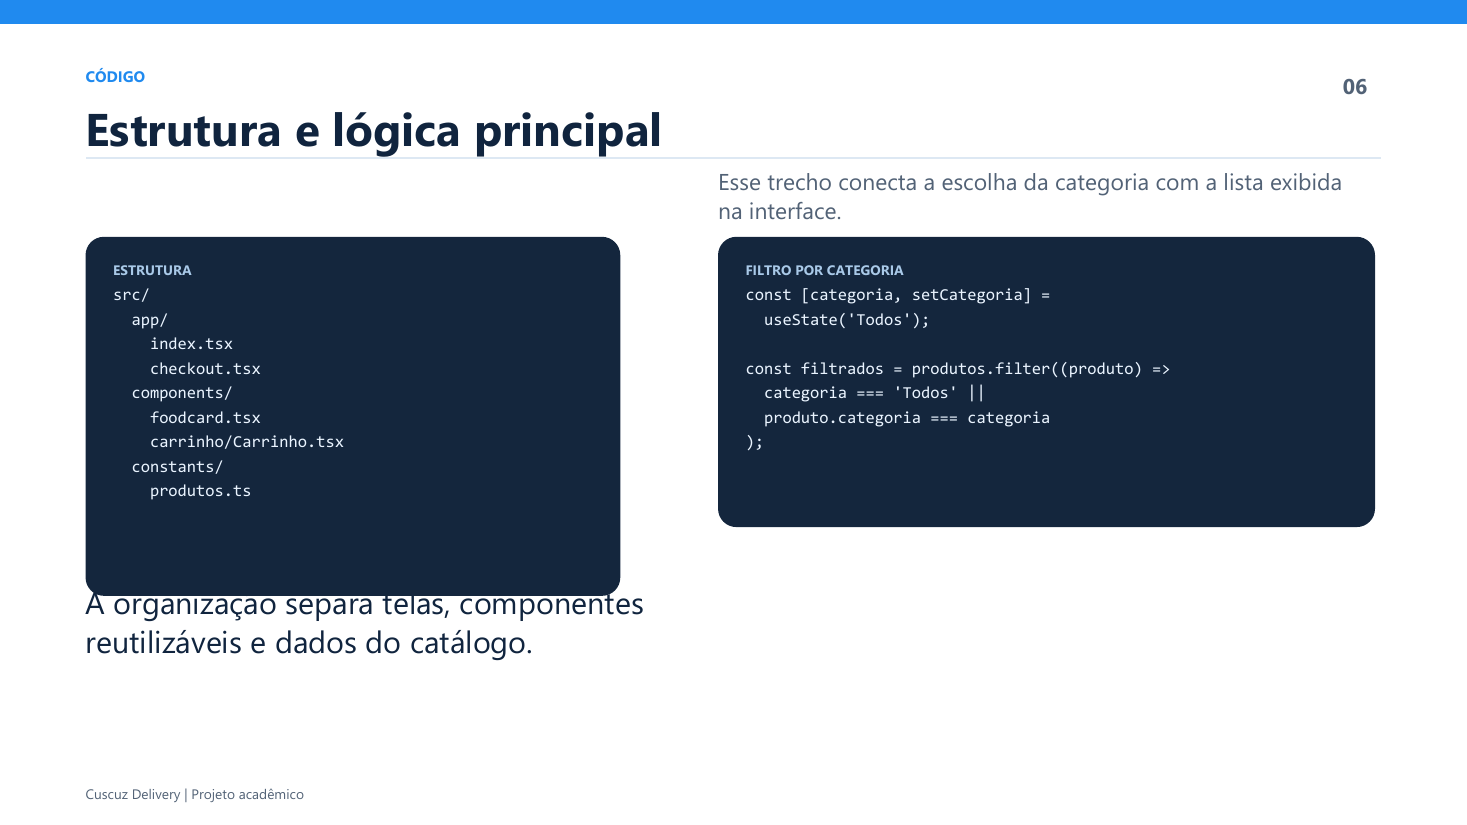 CÓDIGO
06
Estrutura e lógica principal
Esse trecho conecta a escolha da categoria com a lista exibida
na interface.
ESTRUTURA
src/
  app/
    index.tsx
    checkout.tsx
  components/
    foodcard.tsx
    carrinho/Carrinho.tsx
  constants/
    produtos.ts
A organização separa telas, componentes
reutilizáveis e dados do catálogo.
FILTRO POR CATEGORIA
const [categoria, setCategoria] =
  useState('Todos');

const filtrados = produtos.filter((produto) =>
  categoria === 'Todos' ||
  produto.categoria === categoria
);
Cuscuz Delivery | Projeto acadêmico